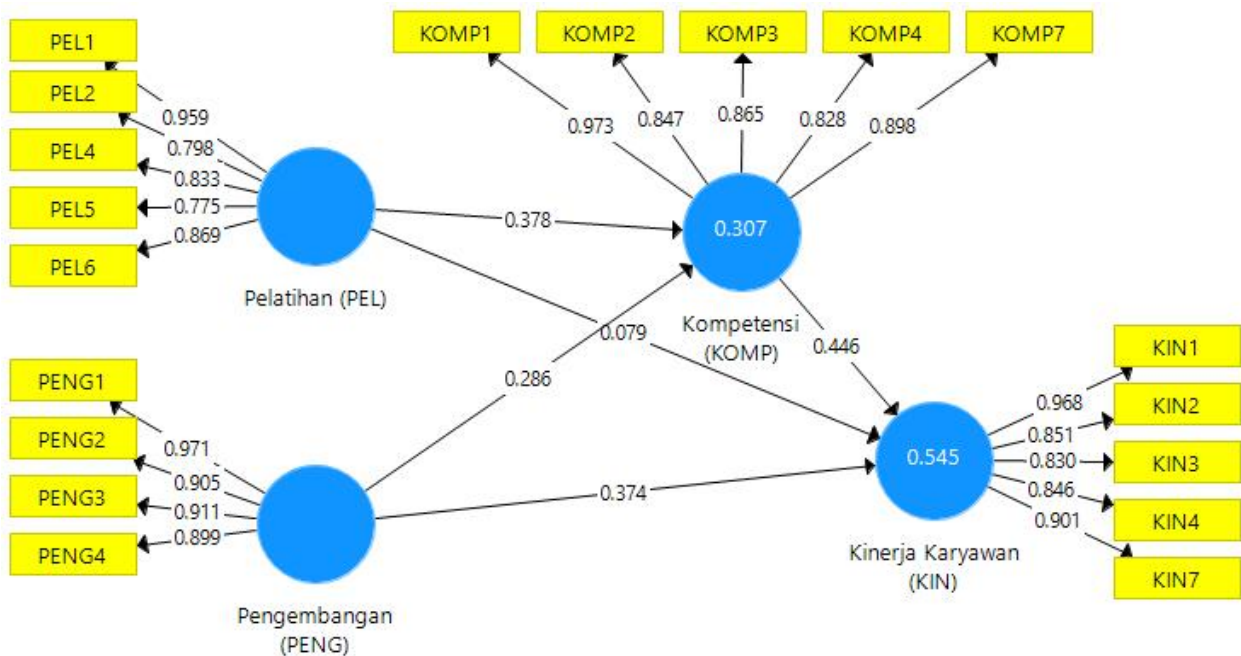 PEL1
PEL2
PEL4
PEL5
PEL6
0.959
0.798
0.833
0.775
0.869
Pelatihan (PEL)
KOMP1
KOMP2
KOMP3
KOMP4
KOMP7
0.973
0.847
0.865
0.828
0.898
0.307
Kompetensi
(KOMP)
0.378
0.079
0.286
0.446
0.374
PENG1
PENG2
PENG3
PENG4
0.971
0.905
0.911
0.899
Pengembangan
(PENG)
0.545
Kinerja Karyawan
(KIN)
0.968
0.851
0.830
0.846
0.901
KIN1
KIN2
KIN3
KIN4
KIN7